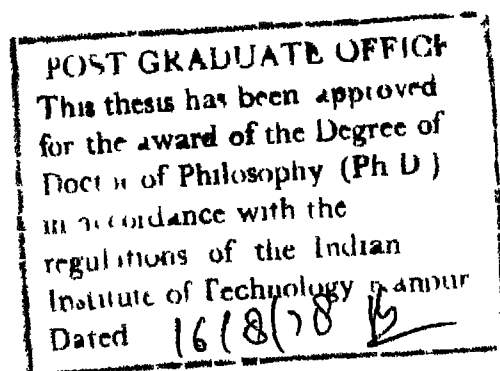 POST GRADUATE OFFICE
This thesis has been approved
for the award of the Degree of
Doctor of Philosophy (Ph D )
in accordance with the
regulations of the Indian
Institute of Technology Kanpur
Dated 16/8/78